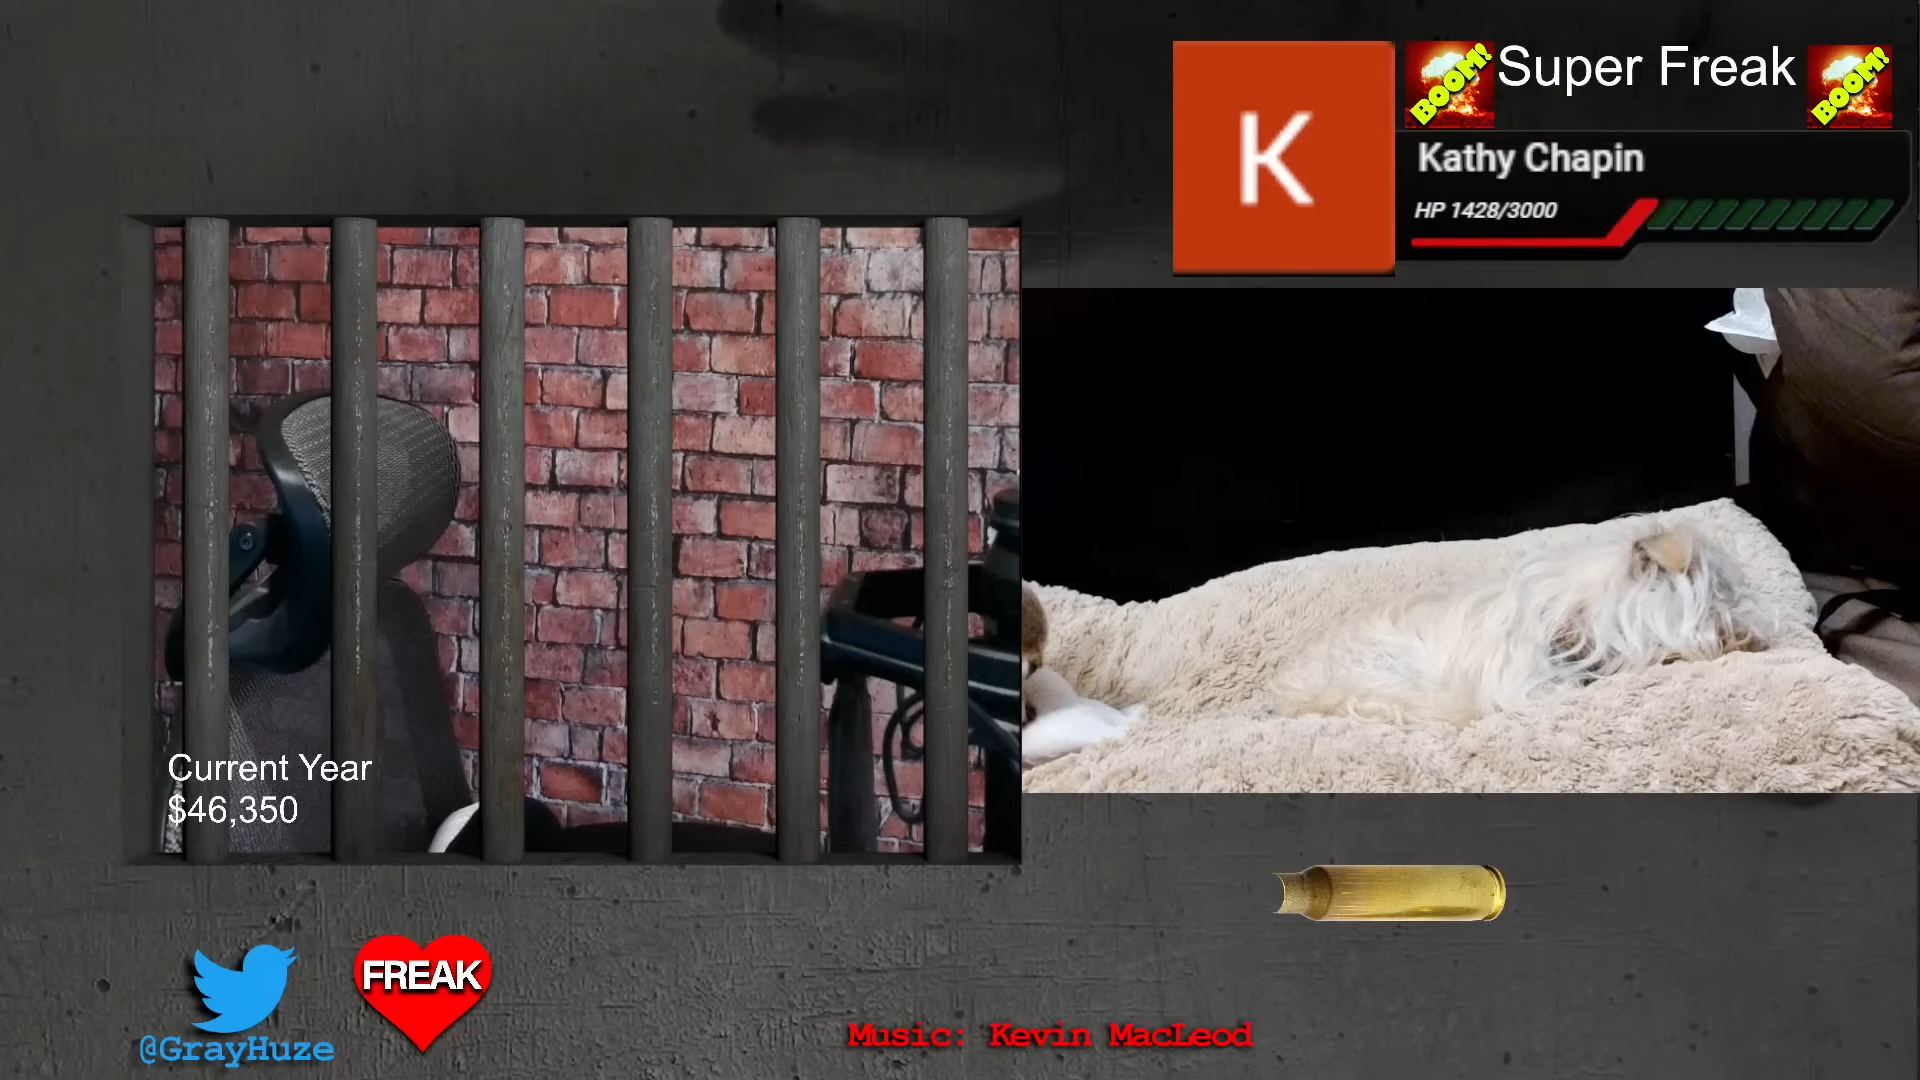 BOOM!
Super Freak
BOOM!
K
Kathy Chapin
HP 1428/3000
Current Year
$46,350
FREAK
@GrayHuze
Music: Kevin MacLeod